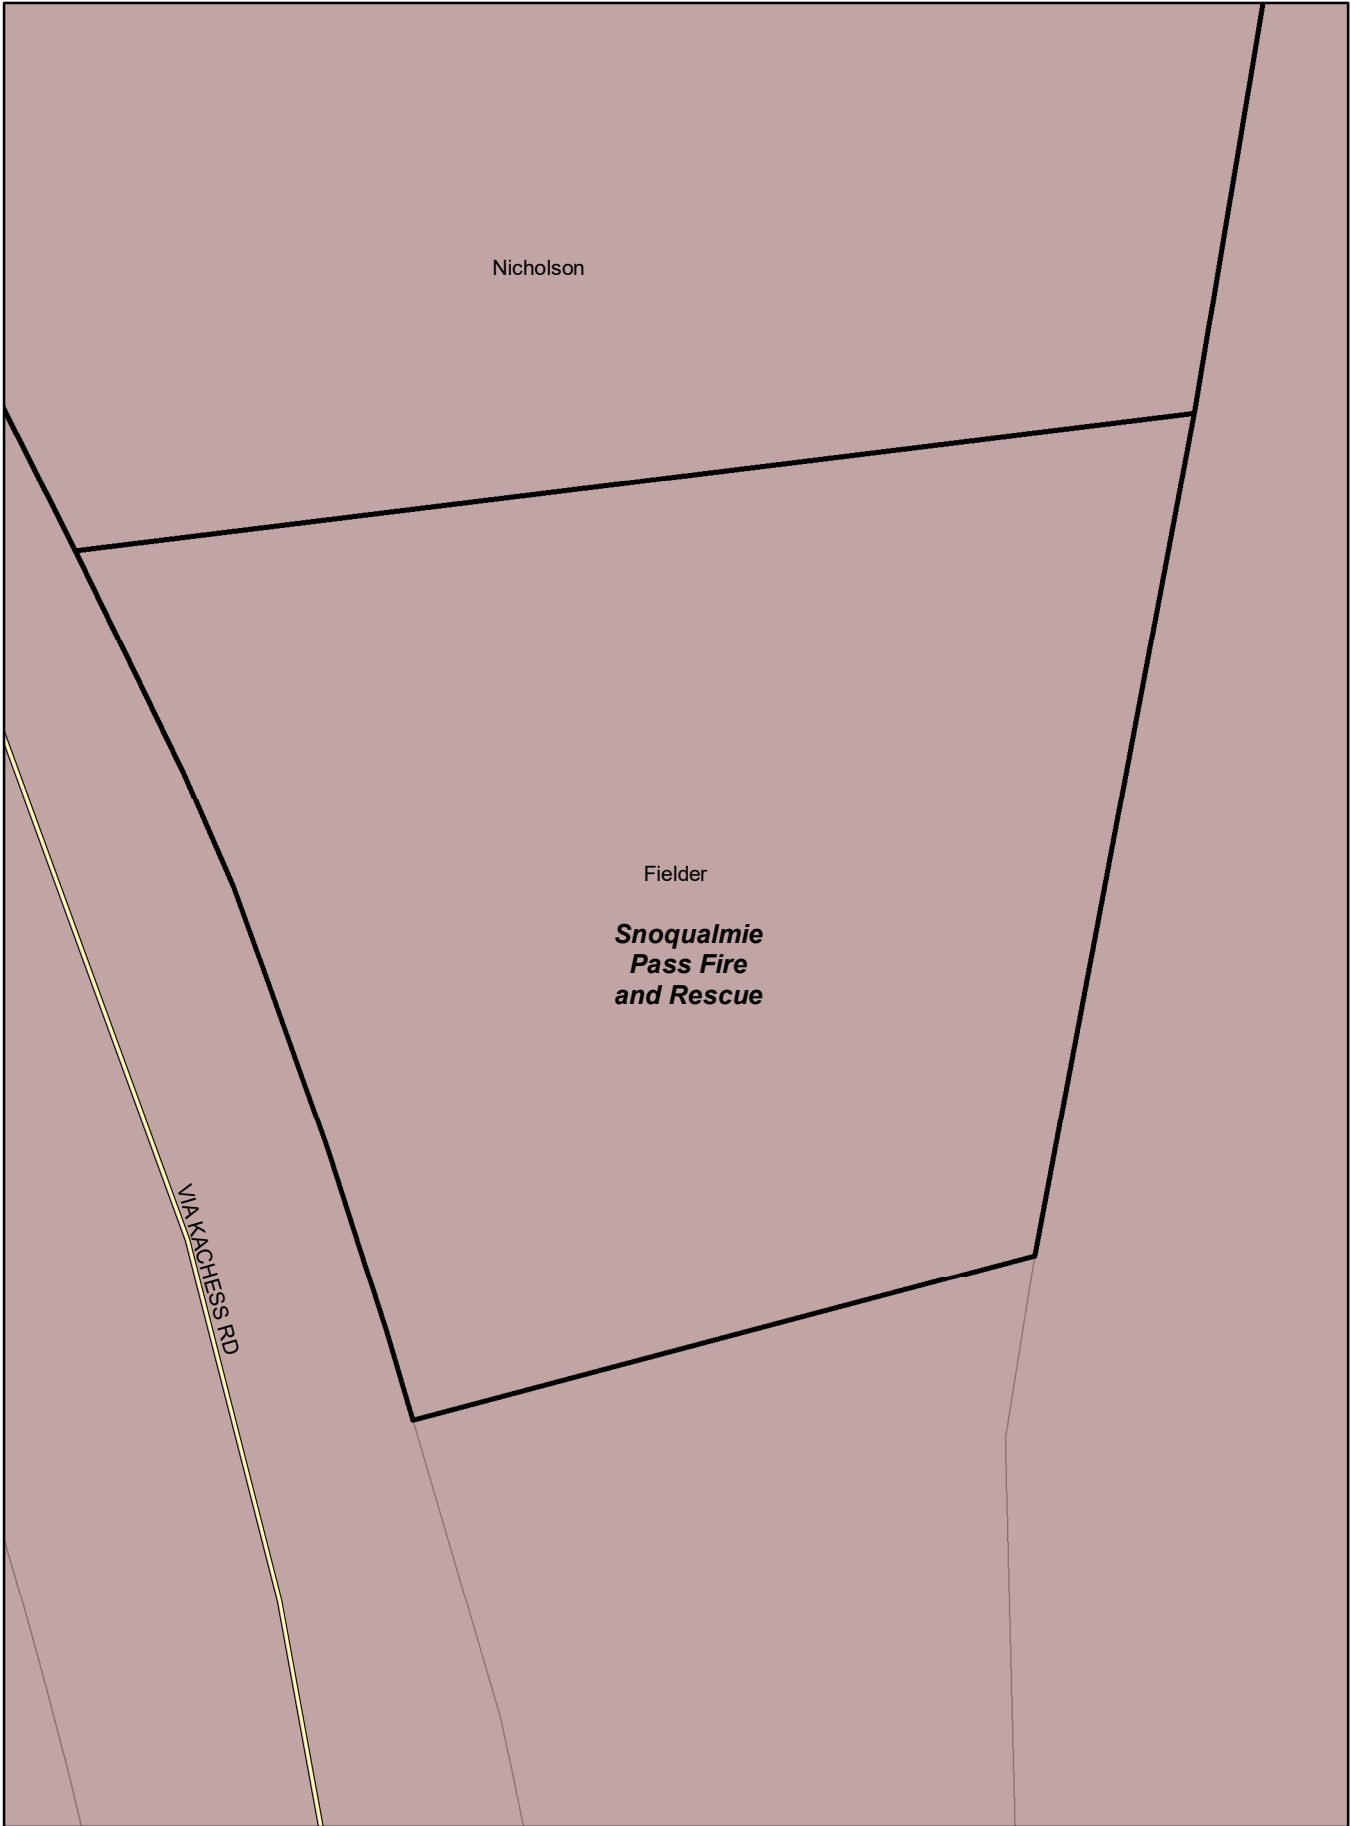 Nicholson
Fielder
Snoqualmie
Pass Fire
and Rescue
VIA KACHESS RD